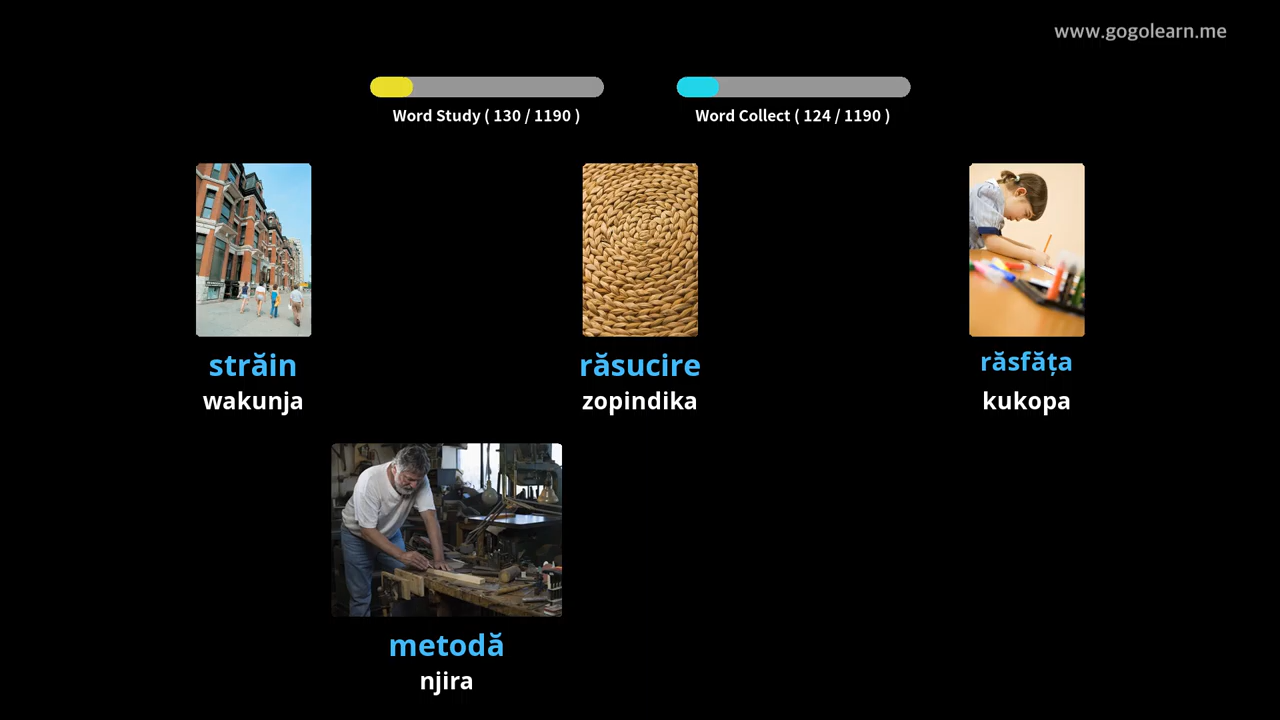 www.gogolearn.me
Word Study ( 130 / 1190 )
Word Collect ( 124 / 1190 )
străin
wakunja
răsucire
zopindika
răsfăța
kukopa
metodă
njira